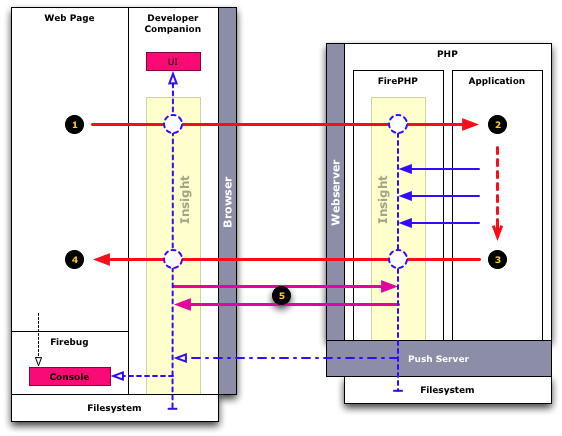 Web Page
Developer
Companion
UI
PHP
FirePHP
Application
1
2
Insight
Browser
Webserver
Insight
4
3
5
Firebug
Console
Push Server
Filesystem
Filesystem